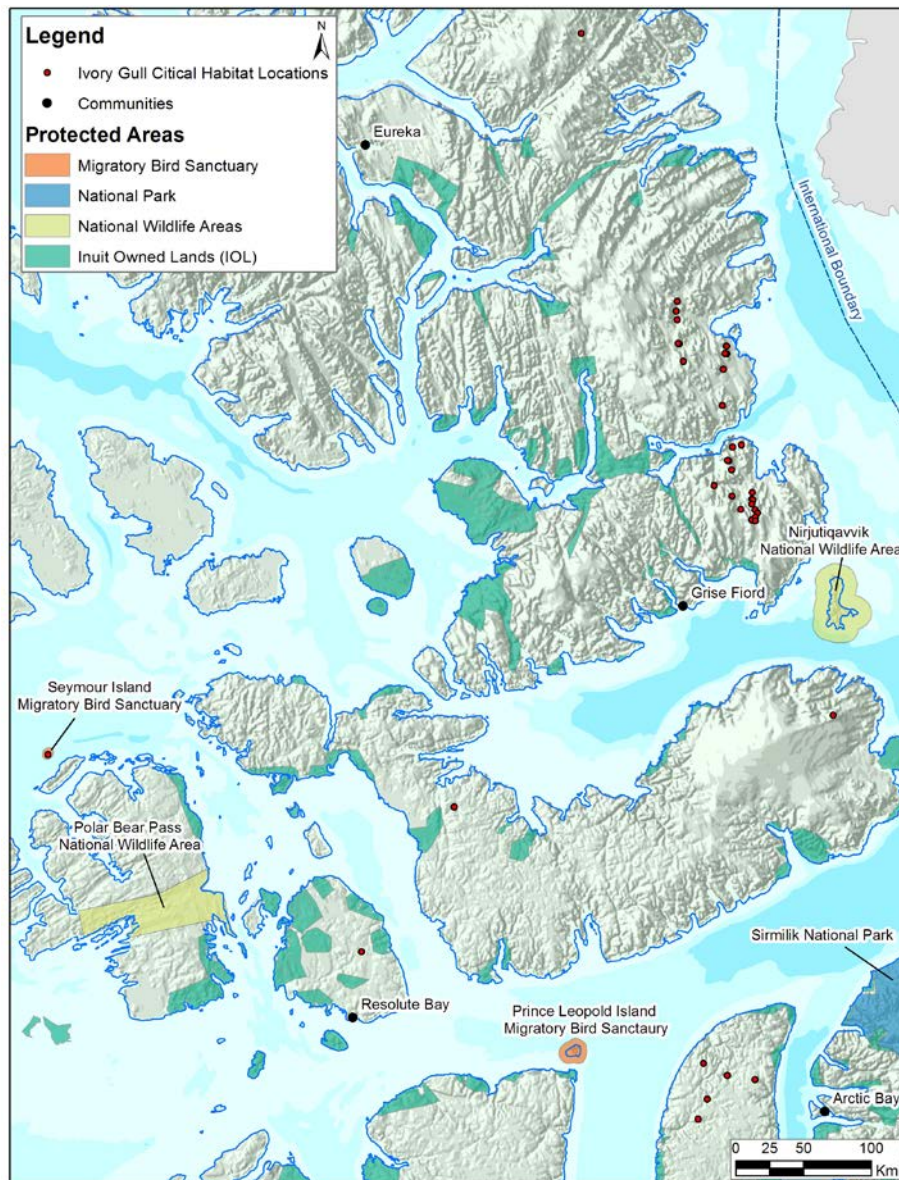 Legend
N
Ivory Gull Citical Habitat Locations
Communities
Protected Areas
Migratory Bird Sanctuary
National Park
National Wildlife Areas
Inuit Owned Lands (IOL)
Eureka
International Boundary
Nirjutiqavvik
National Wildlife Area
Grise Fiord
Seymour Island
Migratory Bird Sanctuary
Polar Bear Pass
National Wildlife Area
Sirmilik National Park
Resolute Bay
Prince Leopold Island
Migratory Bird Sanctaury
Arctic Bay
0 25 50 100
Km